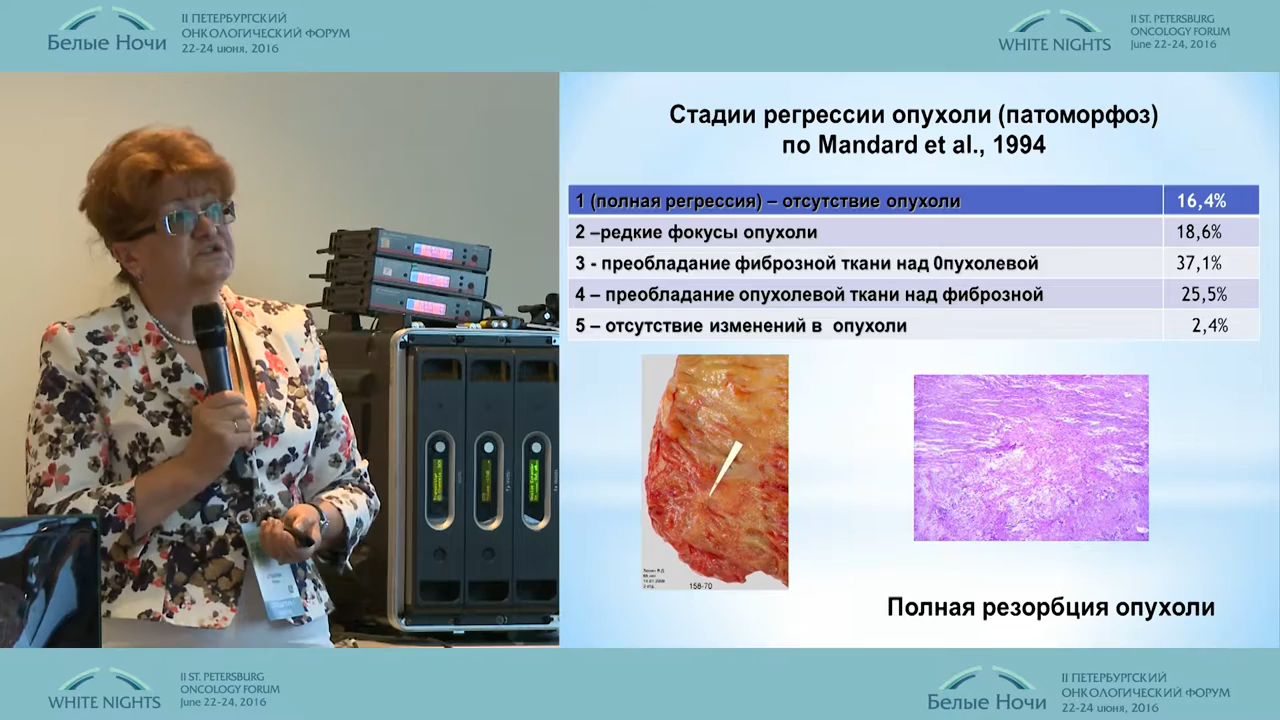 II ПЕТЕРБУРГСКИЙ
ОНКОЛОГИЧЕСКИЙ ФОРУМ
22-24 июня, 2016
Белые Ночи
II ST. PETERSBURG
ONCOLOGY FORUM
June 22-24, 2016
WHITE NIGHTS
Стадии регрессии опухоли (патоморфоз)
по Mandard et al., 1994
1 (полная регрессия) – отсутствие опухоли 16,4%
2 –редкие фокусы опухоли 18,6%
3 - преобладание фиброзной ткани над 0пухолевой 37,1%
4 – преобладание опухолевой ткани над фиброзной 25,5%
5 – отсутствие изменений в опухоли 2,4%
158-70
Полная резорбция опухоли
II ST. PETERSBURG
ONCOLOGY FORUM
June 22-24, 2016
WHITE NIGHTS
II ПЕТЕРБУРГСКИЙ
ОНКОЛОГИЧЕСКИЙ ФОРУМ
22-24 июня, 2016
Белые Ночи